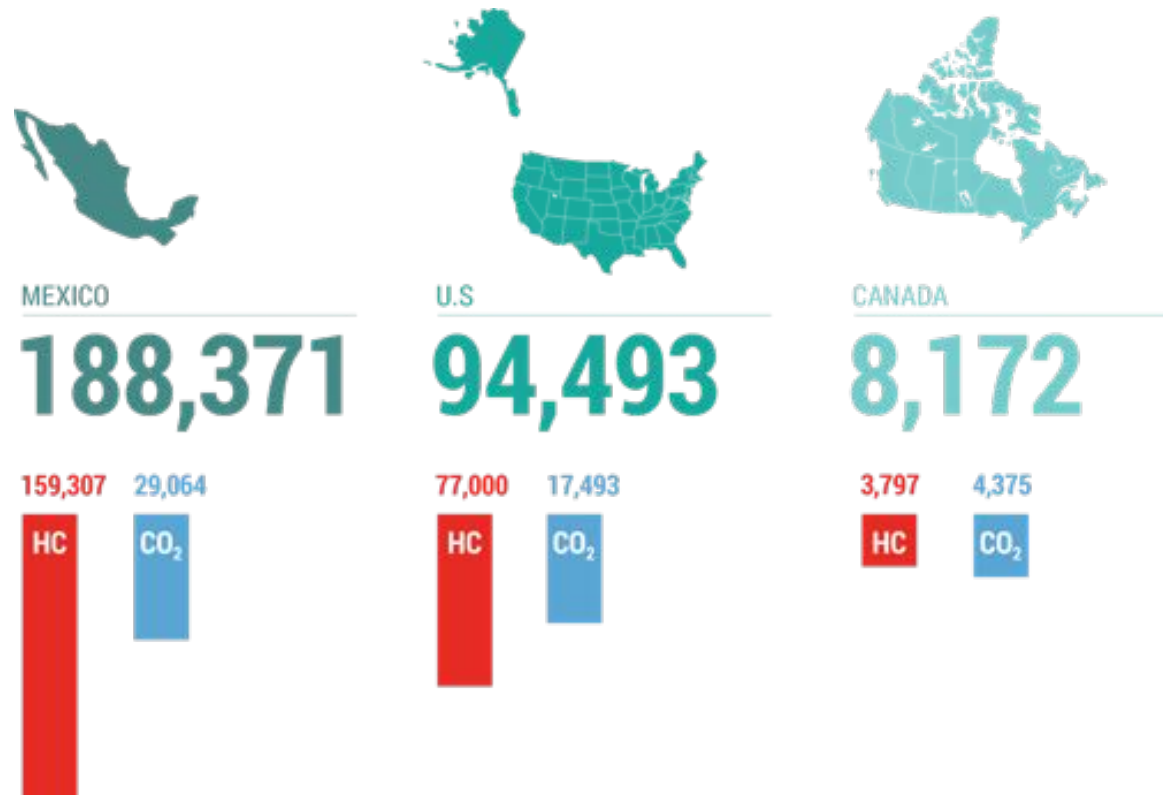 MEXICO
188,371
159,307 29,064
HC CO₂
U.S
94,493
77,000 17,493
HC CO₂
CANADA
8,172
3,797 4,375
HC CO₂